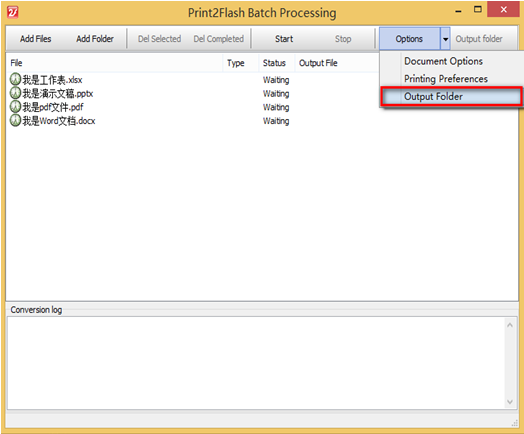 Print2Flash Batch Processing
Add Files Add Folder Del Selected Del Completed Start Stop Options Output folder
Document Options
Printing Preferences
Output Folder
File Type Status Output File
我是工作表.xlsx Waiting
我是演示文稿.pptx Waiting
我是pdf文件.pdf Waiting
我是Word文档.docx Waiting
Conversion log